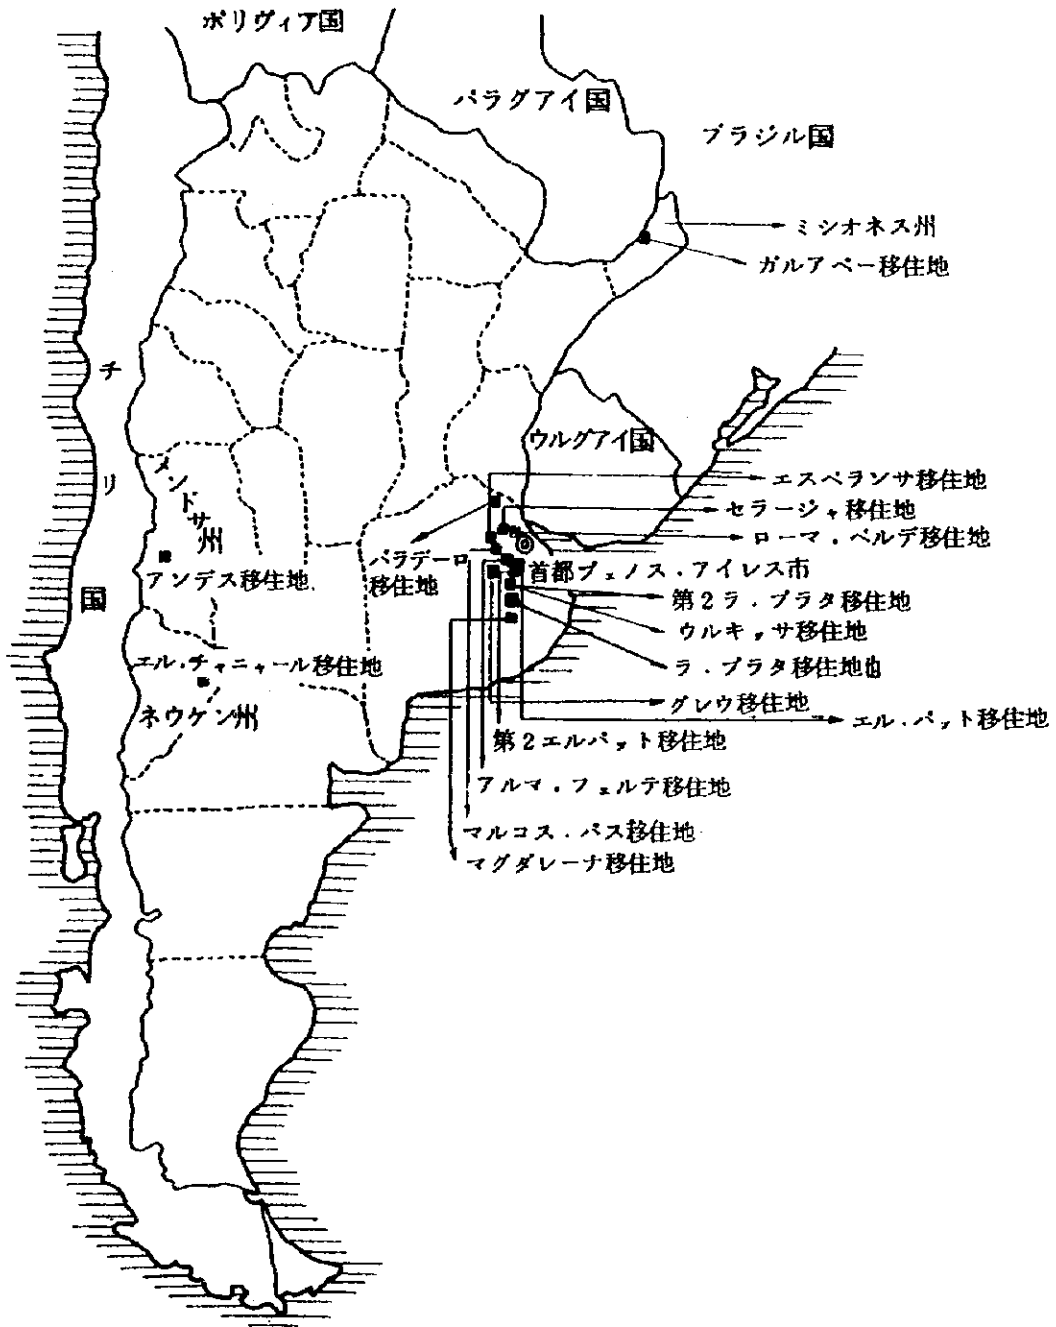 ボリヴィア国
パラグアイ国
ブラジル国
ミシオネス州
ガルアペー移住地
チリ国
ウルグアイ国
メンドサ州
エスペランサ移住地
セラージャ移住地
ローマ・ベルデ移住地
アンデス移住地
パラデーロ
移住地
首都ブェノス・アイレス市
第2ラ・プラタ移住地
ウルキッサ移住地
ラ・プラタ移住地
エル・チャニャール移住地
ネウケン州
グレウ移住地
エル・パット移住地
第2エルパット移住地
アルマ・フェルテ移住地
マルコス・パス移住地
マグダレーナ移住地